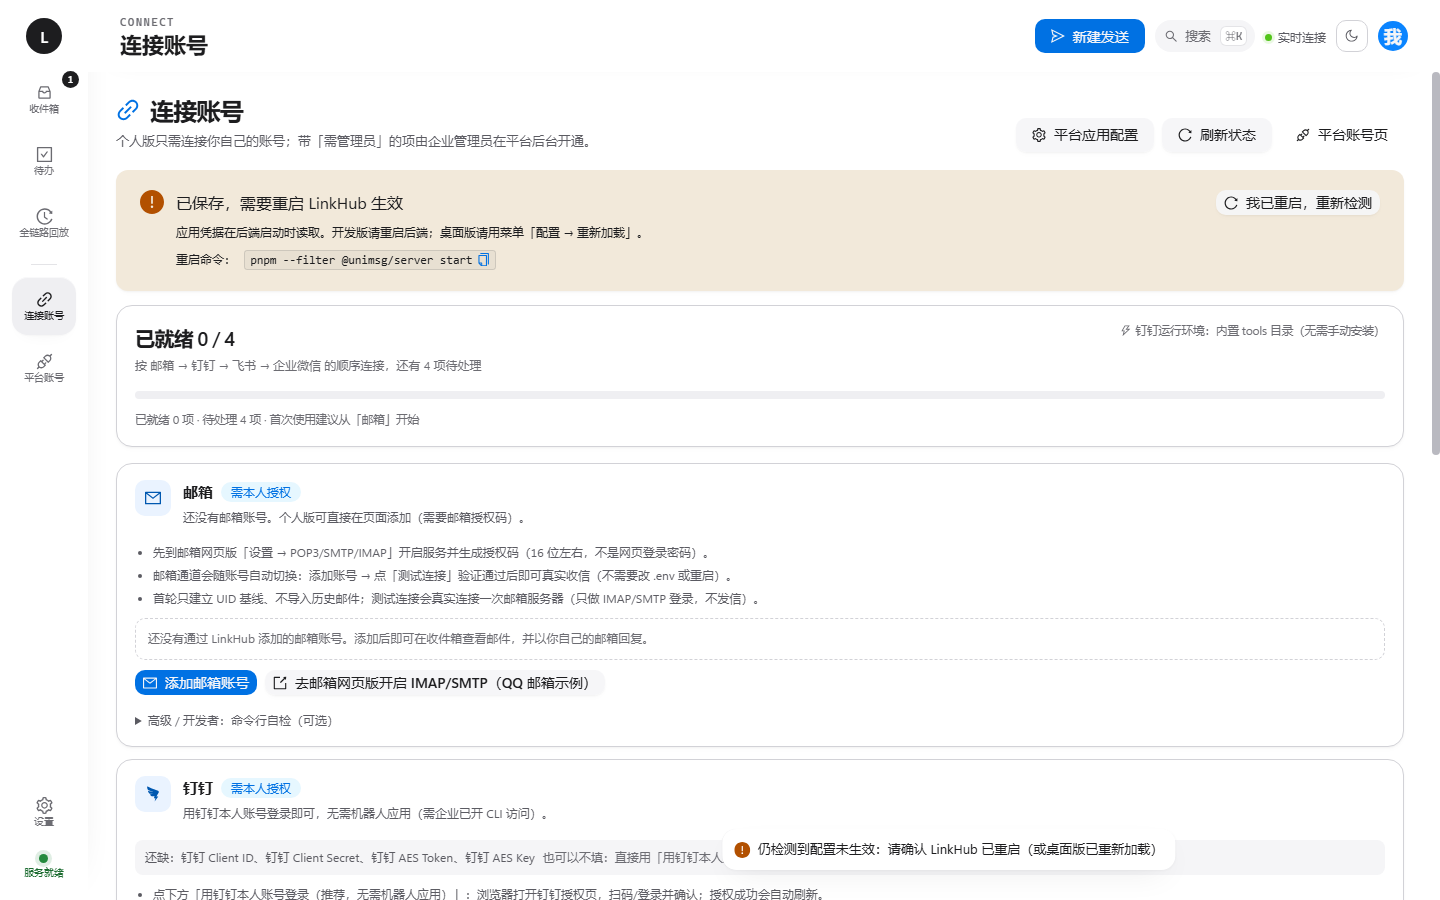 L
CONNECT
连接账号
新建发送
搜索
⌘K
实时连接
我
1
收件箱
待办
全链路回放
连接账号
平台账号
设置
服务就绪
连接账号
个人版只需连接你自己的账号；带「需管理员」的项由企业管理员在平台后台开通。
平台应用配置
刷新状态
平台账号页
已保存，需要重启 LinkHub 生效
应用凭据在后端启动时读取。开发版请重启后端；桌面版请用菜单「配置 → 重新加载」。
重启命令：
pnpm --filter @unimsg/server start
我已重启，重新检测
已就绪 0 / 4
按 邮箱 → 钉钉 → 飞书 → 企业微信 的顺序连接，还有 4 项待处理
钉钉运行环境：内置 tools 目录（无需手动安装）
已就绪 0 项 · 待处理 4 项 · 首次使用建议从「邮箱」开始
邮箱 需本人授权
还没有邮箱账号。个人版可直接在页面添加（需要邮箱授权码）。
• 先到邮箱网页版「设置 → POP3/SMTP/IMAP」开启服务并生成授权码（16 位左右，不是网页登录密码）。
• 邮箱通道会随账号自动切换：添加账号 → 点「测试连接」验证通过后即可真实收信（不需要改 .env 或重启）。
• 首轮只建立 UID 基线、不导入历史邮件；测试连接会真实连接一次邮箱服务器（只做 IMAP/SMTP 登录，不发信）。
还没有通过 LinkHub 添加的邮箱账号。添加后即可在收件箱查看邮件，并以你自己的邮箱回复。
添加邮箱账号
去邮箱网页版开启 IMAP/SMTP（QQ 邮箱示例）
高级 / 开发者：命令行自检（可选）
钉钉 需本人授权
用钉钉本人账号登录即可，无需机器人应用（需企业已开 CLI 访问）。
还缺：钉钉 Client ID、钉钉 Client Secret、钉钉 AES Token、钉钉 AES Key 也可以不填：直接用「用钉钉本人
仍检测到配置未生效：请确认 LinkHub 已重启（或桌面版已重新加载）
• 点下方「用钉钉本人账号登录（推荐，无需机器人应用）」：浏览器打开钉钉授权页，扫码/登录并确认；授权成功会自动刷新。